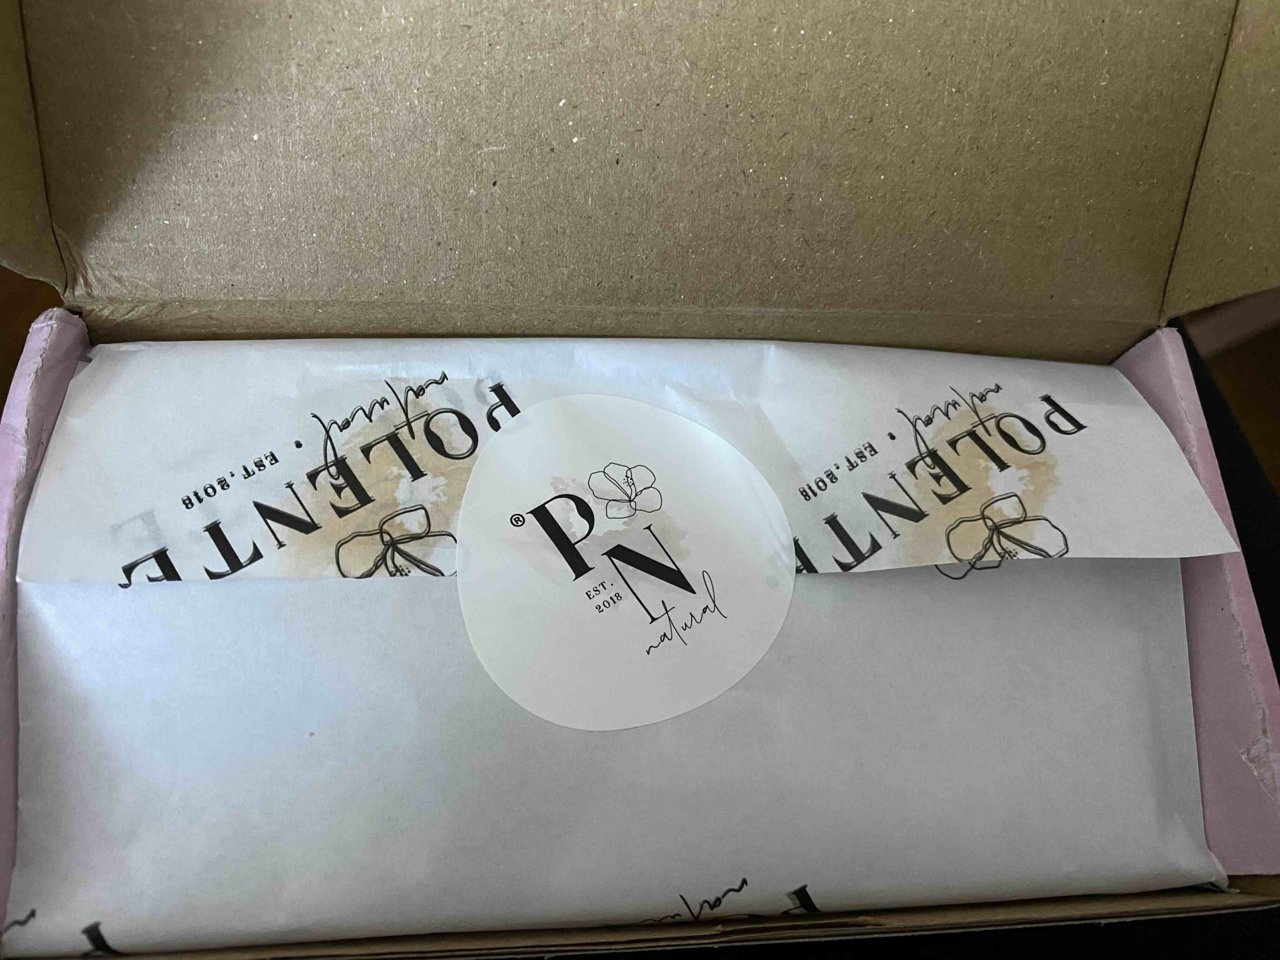 POLENTE
natural
. EST. 2018
POLENTE
natural
. EST. 2018
®
P
N
EST.
2018
natural